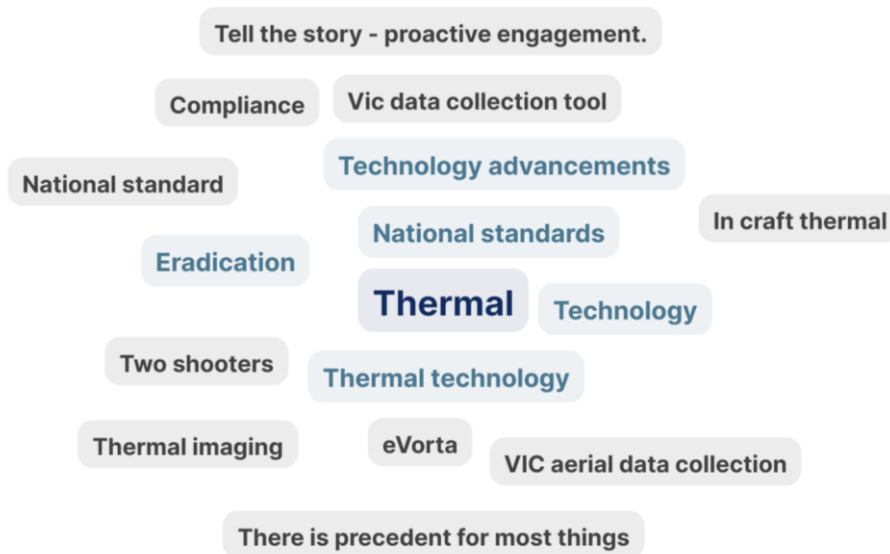 Tell the story - proactive engagement.
Compliance
Vic data collection tool
Technology advancements
National standard
In craft thermal
National standards
Eradication
Thermal
Technology
Two shooters
Thermal technology
Thermal imaging
eVorta
VIC aerial data collection
There is precedent for most things